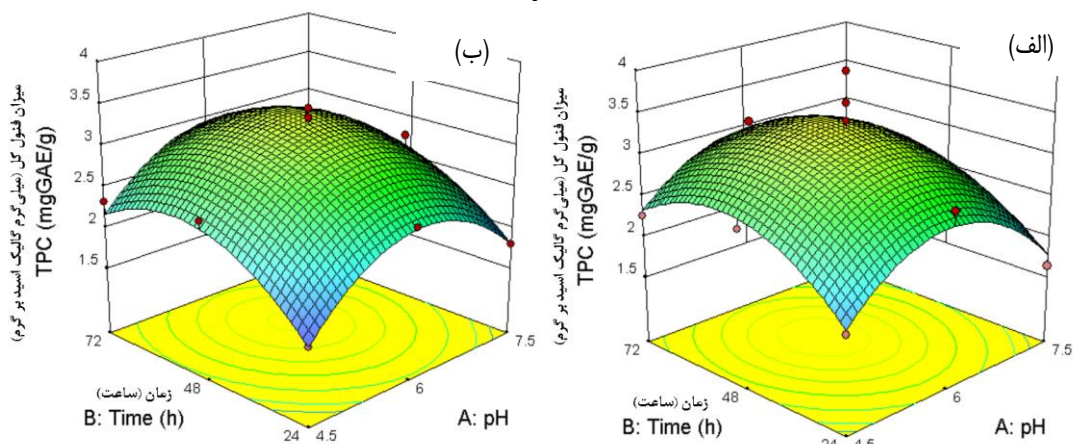 (الف)
میزان فنول کل (میلی‌گرم گالیک اسید بر گرم)
TPC (mgGAE/g)
4
3.5
3
2.5
2
1.5
72
48
24
4.5
6
7.5
زمان (ساعت)
B: Time (h)
A: pH
(ب)
میزان فنول کل (میلی‌گرم گالیک اسید بر گرم)
TPC (mgGAE/g)
4
3.5
3
2.5
2
1.5
72
48
24
4.5
6
7.5
زمان (ساعت)
B: Time (h)
A: pH